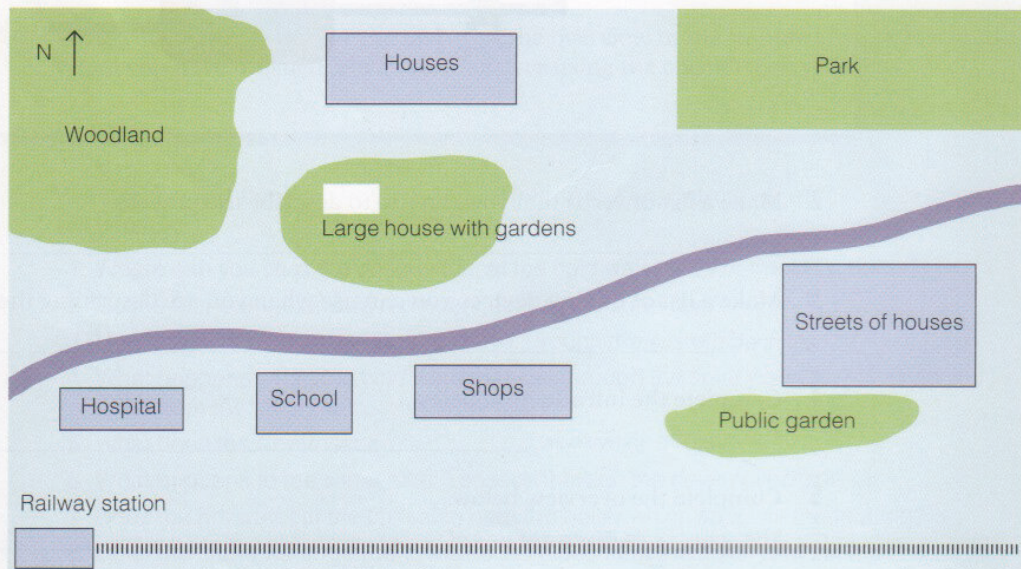 N
Houses
Park
Woodland
Large house with gardens
Streets of houses
Hospital
School
Shops
Public garden
Railway station